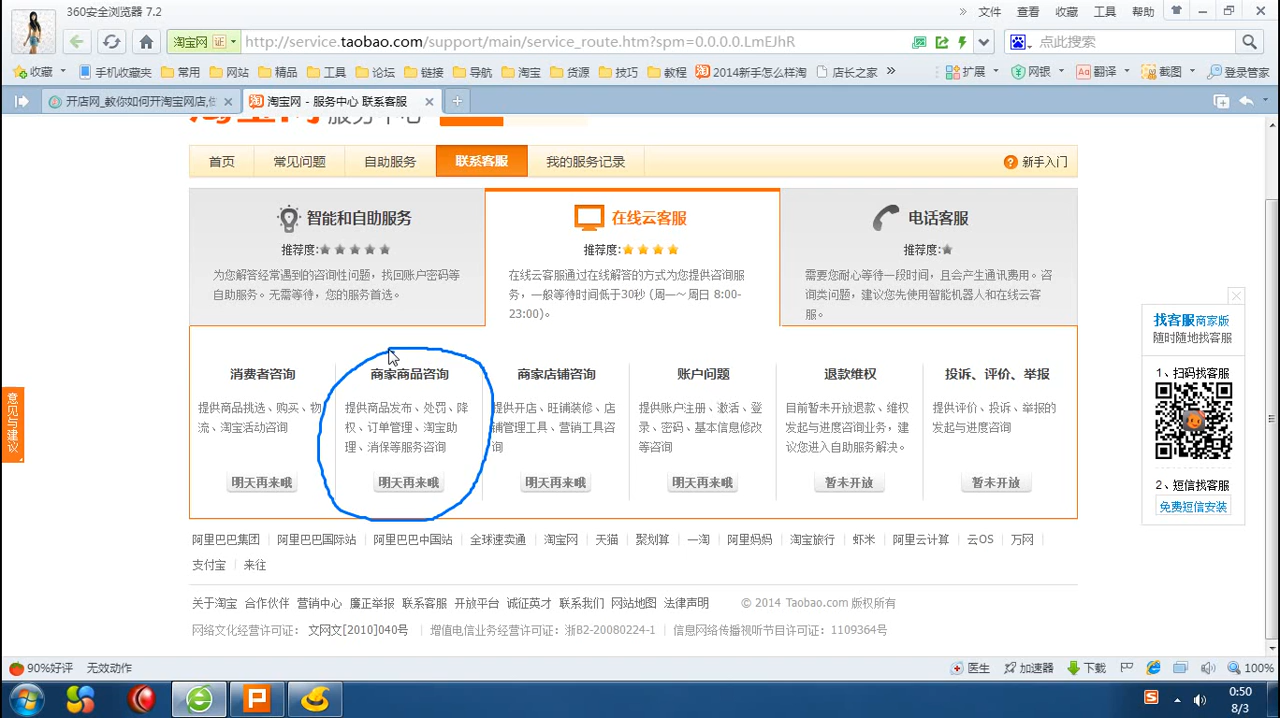 360安全浏览器 7.2
» 文件 查看 收藏 工具 帮助
淘宝网 证 http://service.taobao.com/support/main/service_route.htm?spm=0.0.0.0.LmEJhR 点此搜索
收藏 手机收藏夹 常用 网站 精品 工具 论坛 链接 导航 淘宝 货源 技巧 教程 2014新手怎么样淘 店长之家 » 扩展 网银 翻译 截图 登录管家
开店网_教你如何开淘宝网店, 淘宝网 - 服务中心 联系客服
淘宝网 服务中心
首页 常见问题 自助服务 联系客服 我的服务记录 新手入门
智能和自助服务
推荐度:
为您解答经常遇到的咨询性问题，找回账户密码等
自助服务。无需等待，您的服务首选。
在线云客服
推荐度:
在线云客服通过在线解答的方式为您提供咨询服
务，一般等待时间低于30秒 (周一～周日 8:00-
23:00)。
电话客服
推荐度:
需要您耐心等待一段时间，且会产生通讯费用。咨
询类问题，建议您先使用智能机器人和在线云客
服。
消费者咨询
提供商品挑选、购买、物
流、淘宝活动咨询
明天再来哦
商家商品咨询
提供商品发布、处罚、降
权、订单管理、淘宝助
理、消保等服务咨询
明天再来哦
商家店铺咨询
提供开店、旺铺装修、店
铺管理工具、营销工具咨
询
明天再来哦
账户问题
提供账户注册、激活、登
录、密码、基本信息修改
等咨询
明天再来哦
退款维权
目前暂未开放退款、维权
发起与进度咨询业务，建
议您进入自助服务解决。
暂未开放
投诉、评价、举报
提供评价、投诉、举报的
发起与进度咨询
暂未开放
意见与建议
找客服商家版
随时随地找客服
1、扫码找客服
2、短信找客服
免费短信安装
阿里巴巴集团 阿里巴巴国际站 阿里巴巴中国站 全球速卖通 淘宝网 天猫 聚划算 一淘 阿里妈妈 淘宝旅行 虾米 阿里云计算 云OS 万网
支付宝 来往
关于淘宝 合作伙伴 营销中心 廉正举报 联系客服 开放平台 诚征英才 联系我们 网站地图 法律声明 © 2014 Taobao.com 版权所有
网络文化经营许可证： 文网文[2010]040号 增值电信业务经营许可证：浙B2-20080224-1 信息网络传播视听节目许可证：1109364号
90%好评 无效动作 医生 加速器 下载 100%
0:50
8/3